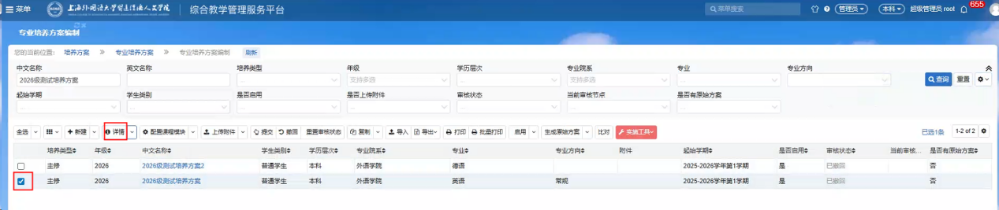 菜单 上海外国语大学贤达经济人文学院 综合教学管理服务平台 菜单搜索 管理员 本科 超级管理员 root 655
专业培养方案编制
您的当前位置: 培养方案 专业培养方案 专业培养方案编制 刷新
中文名称 英文名称 培养类型 年级 学历层次 专业院系 专业 专业方向
2026级测试培养方案 ... 支持多选 ... 支持多选 ... ... 查询 重置
起始学期 学生类别 是否启用 是否上传附件 审核状态 当前审核节点 是否有原始方案
... ... ... ... ... ... ...
全选 新建 详情 配置课程模块 上传附件 提交 撤回 重置审核状态 复制 导入 导出 打印 批量打印 启用 生成原始方案 比对 实施工具 已选1条 1-2 of 2
培养类型 年级 中文名称 学生类别 学历层次 专业院系 专业 专业方向 附件 起始学期 是否启用 审核状态 当前审核... 是否有原始方案
主修 2026 2026级测试培养方案2 普通学生 本科 外语学院 德语 2025-2026学年第1学期 是 已撤回 否
主修 2026 2026级测试培养方案 普通学生 本科 外语学院 英语 常规 2025-2026学年第1学期 是 已撤回 否